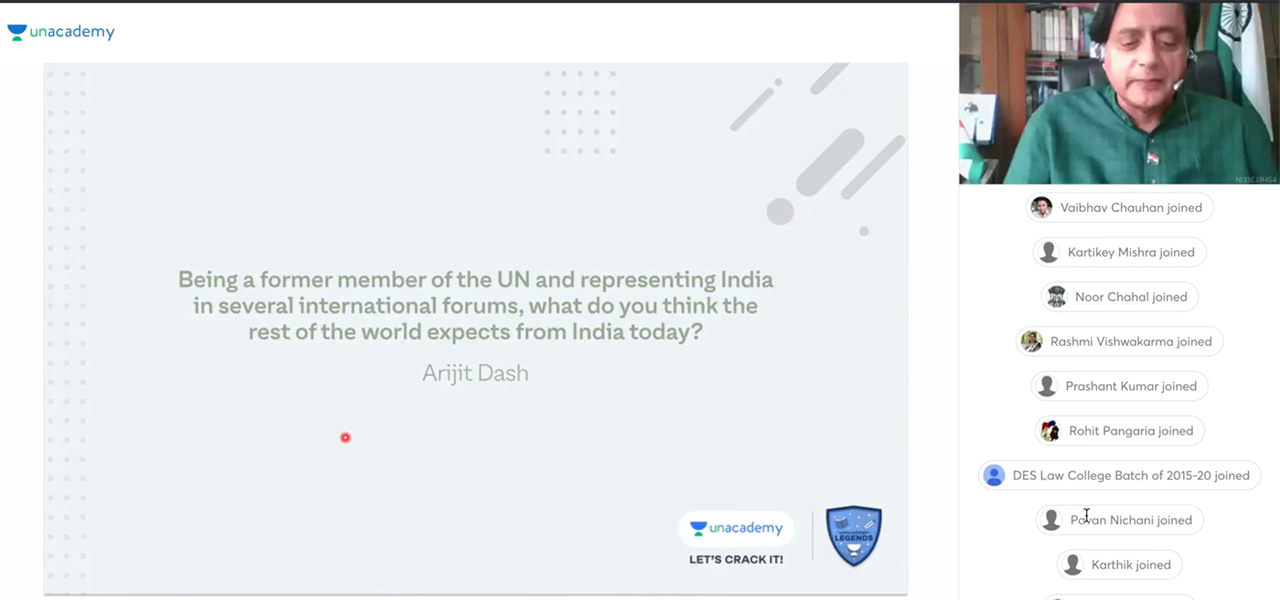 unacademy
Being a former member of the UN and representing India
in several international forums, what do you think the
rest of the world expects from India today?
Arijit Dash
unacademy
LEGENDS
LET'S CRACK IT!
Vaibhav Chauhan joined
Kartikey Mishra joined
Noor Chahal joined
Rashmi Vishwakarma joined
Prashant Kumar joined
Rohit Pangaria joined
DES Law College Batch of 2015-20 joined
Pavan Nichani joined
Karthik joined